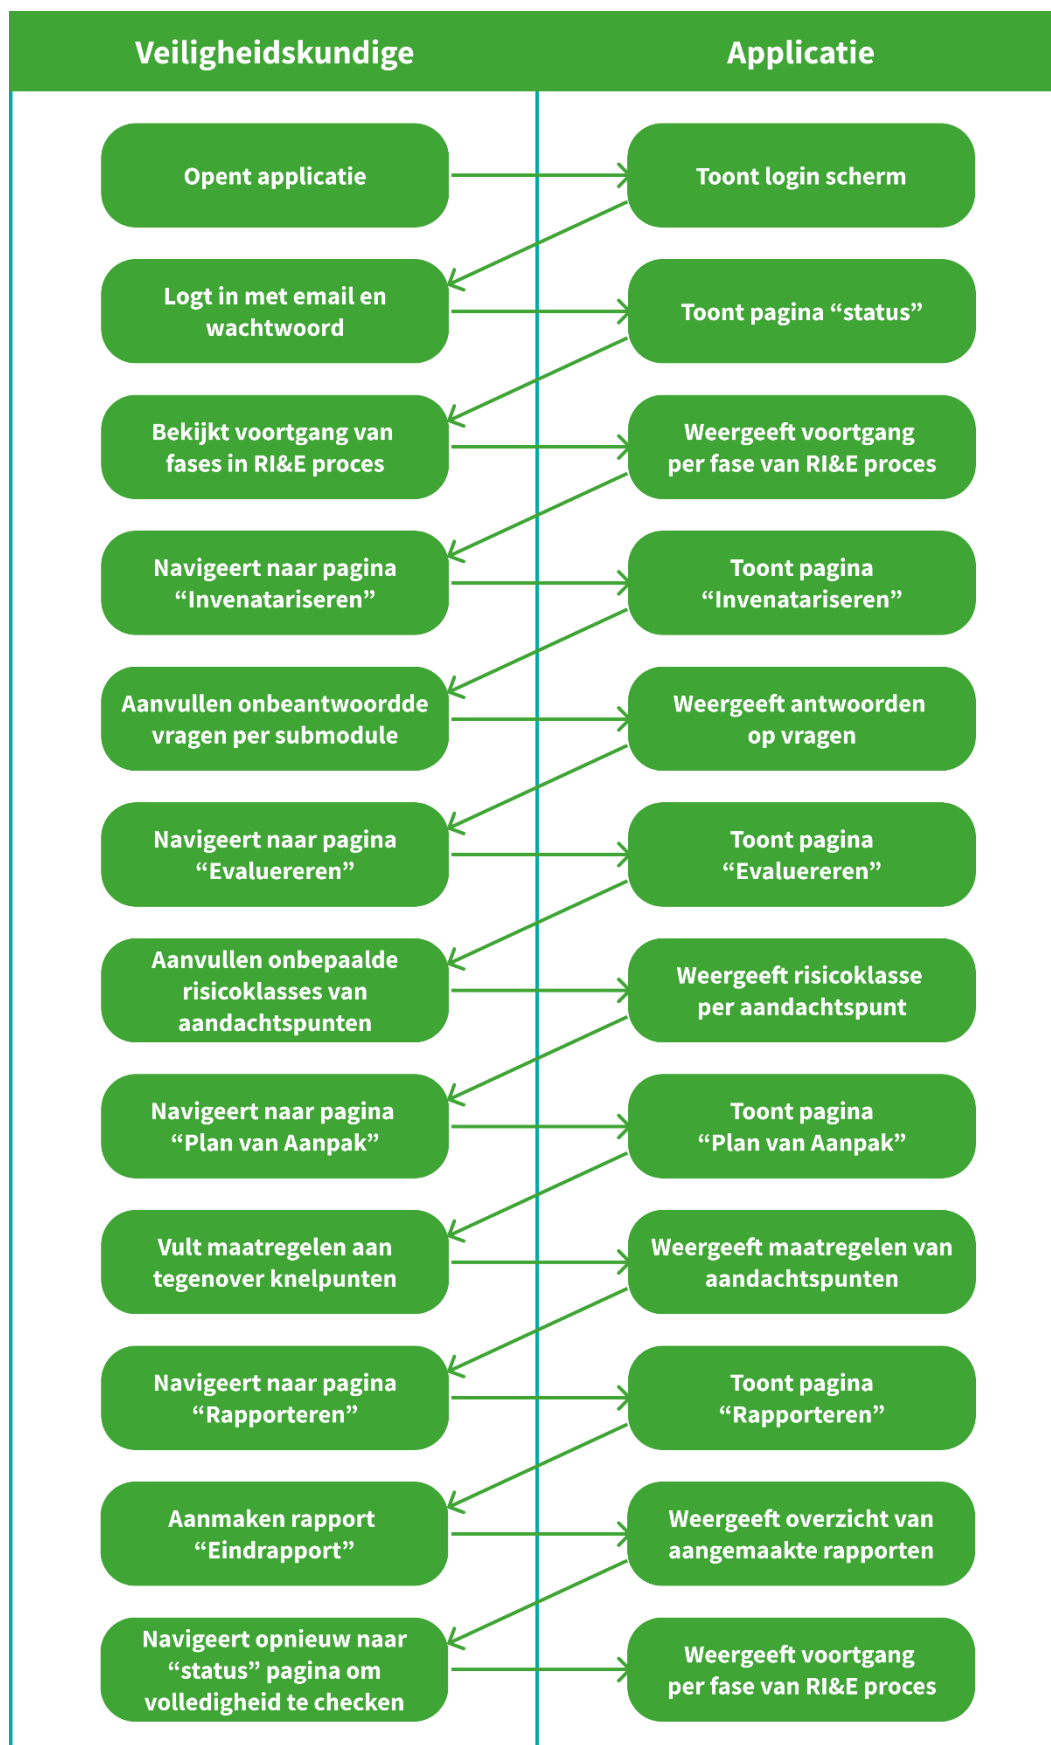 Veiligheidskundige
Applicatie
Opent applicatie
Toont login scherm
Logt in met email en
wachtwoord
Toont pagina “status”
Bekijkt voortgang van
fases in RI&E proces
Weergeeft voortgang
per fase van RI&E proces
Navigeert naar pagina
“Invenatariseren”
Toont pagina
“Invenatariseren”
Aanvullen onbeantwoordde
vragen per submodule
Weergeeft antwoorden
op vragen
Navigeert naar pagina
“Evaluereren”
Toont pagina
“Evaluereren”
Aanvullen onbepaalde
risicoklasses van
aandachtspunten
Weergeeft risicoklasse
per aandachtspunt
Navigeert naar pagina
“Plan van Aanpak”
Toont pagina
“Plan van Aanpak”
Vult maatregelen aan
tegenover knelpunten
Weergeeft maatregelen van
aandachtspunten
Navigeert naar pagina
“Rapporteren”
Toont pagina
“Rapporteren”
Aanmaken rapport
“Eindrapport”
Weergeeft overzicht van
aangemaakte rapporten
Navigeert opnieuw naar
“status” pagina om
volledigheid te checken
Weergeeft voortgang
per fase van RI&E proces